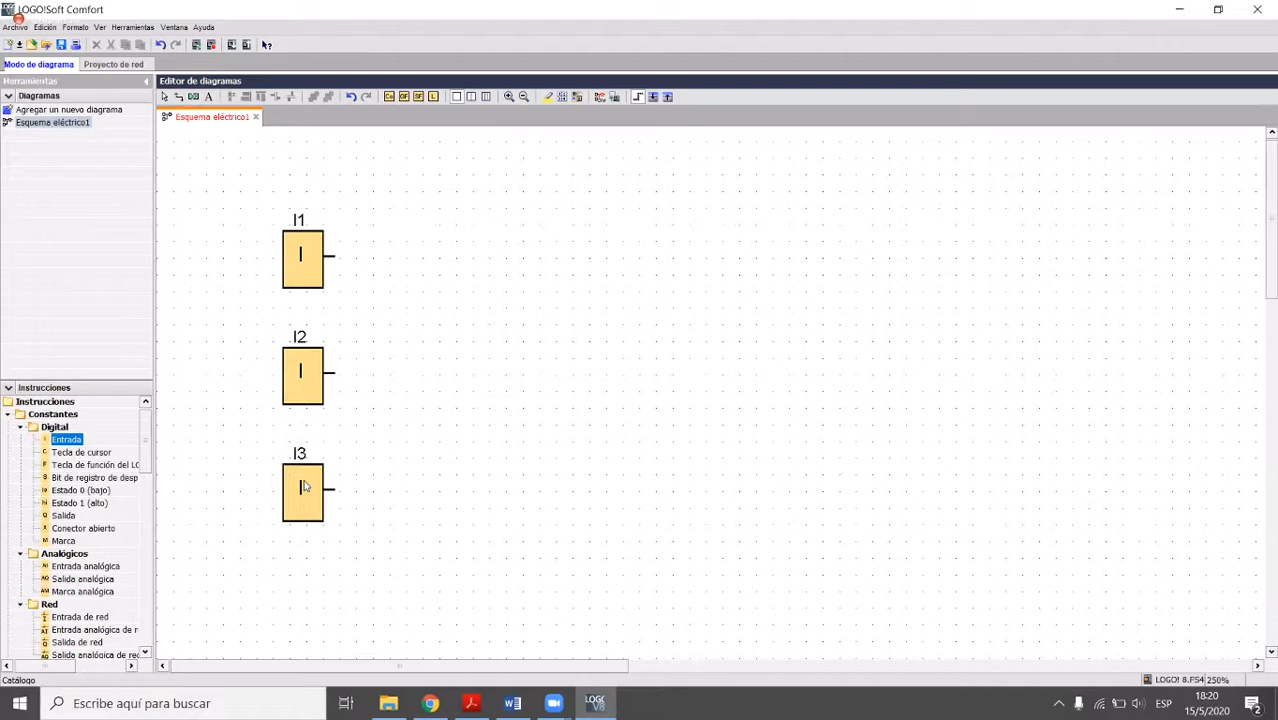 LOGO!Soft Comfort
Archivo Edición Formato Ver Herramientas Ventana Ayuda
Modo de diagrama Proyecto de red
Herramientas
Editor de diagramas
Diagramas
Agregar un nuevo diagrama
Esquema eléctrico1
Esquema eléctrico1
I1
I
I2
I
I3
I
Instrucciones
Instrucciones
Constantes
Digital
Entrada
Tecla de cursor
Tecla de función del LO
Bit de registro de desp
Estado 0 (bajo)
Estado 1 (alto)
Salida
Conector abierto
Marca
Analógicos
Entrada analógica
Salida analógica
Marca analógica
Red
Entrada de red
Entrada analógica de r
Salida de red
Salida analógica de red
Catálogo
LOGO! 8.FS4 250%
Escribe aquí para buscar
ESP
18:20
15/5/2020
2